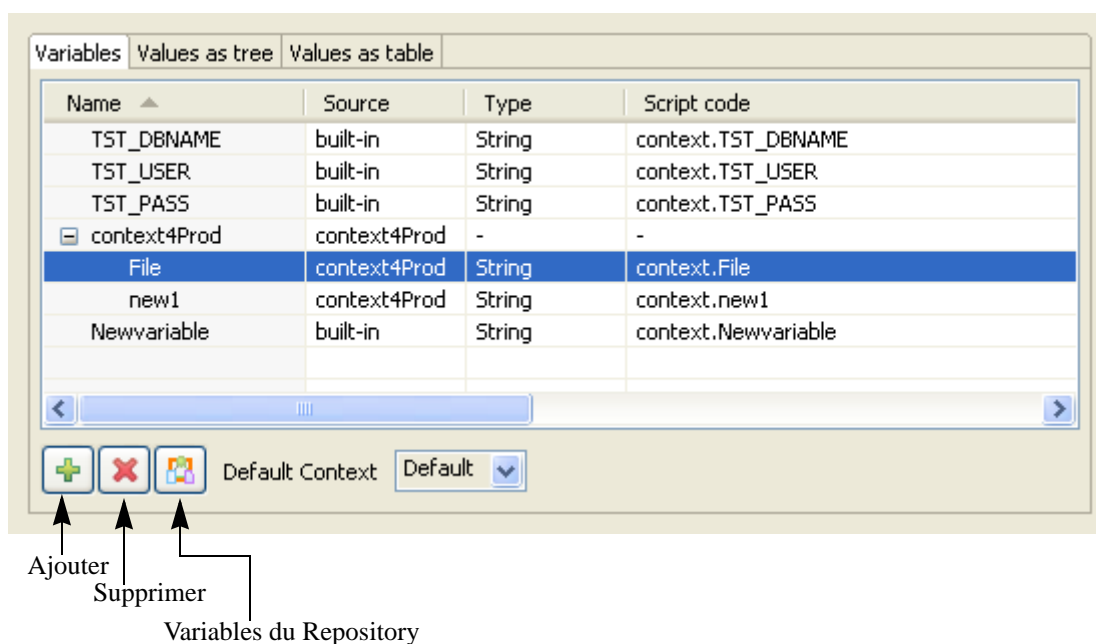 Variables Values as tree Values as table
Name Source Type Script code
TST_DBNAME built-in String context.TST_DBNAME
TST_USER built-in String context.TST_USER
TST_PASS built-in String context.TST_PASS
context4Prod context4Prod - -
File context4Prod String context.File
new1 context4Prod String context.new1
Newvariable built-in String context.Newvariable
Default Context Default
Ajouter
Supprimer
Variables du Repository